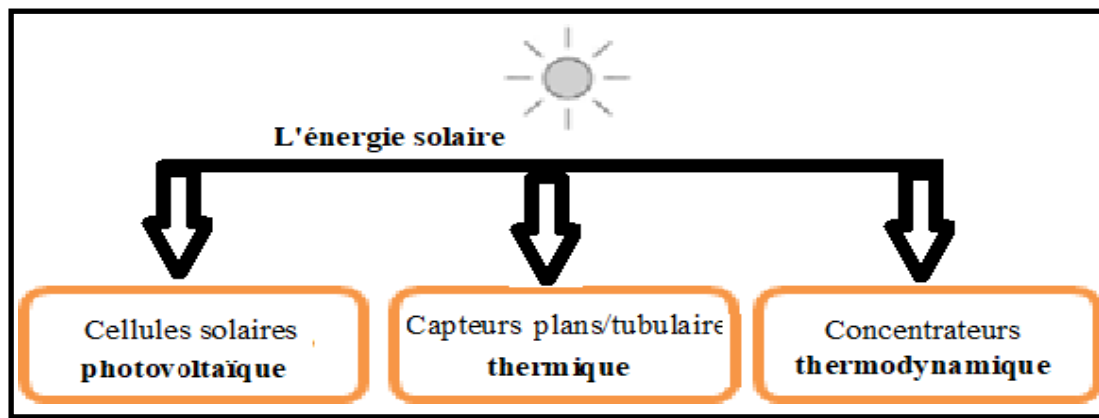 L'énergie solaire
Cellules solaires
photovoltaïque
Capteurs plans/tubulaire
thermique
Concentrateurs
thermodynamique